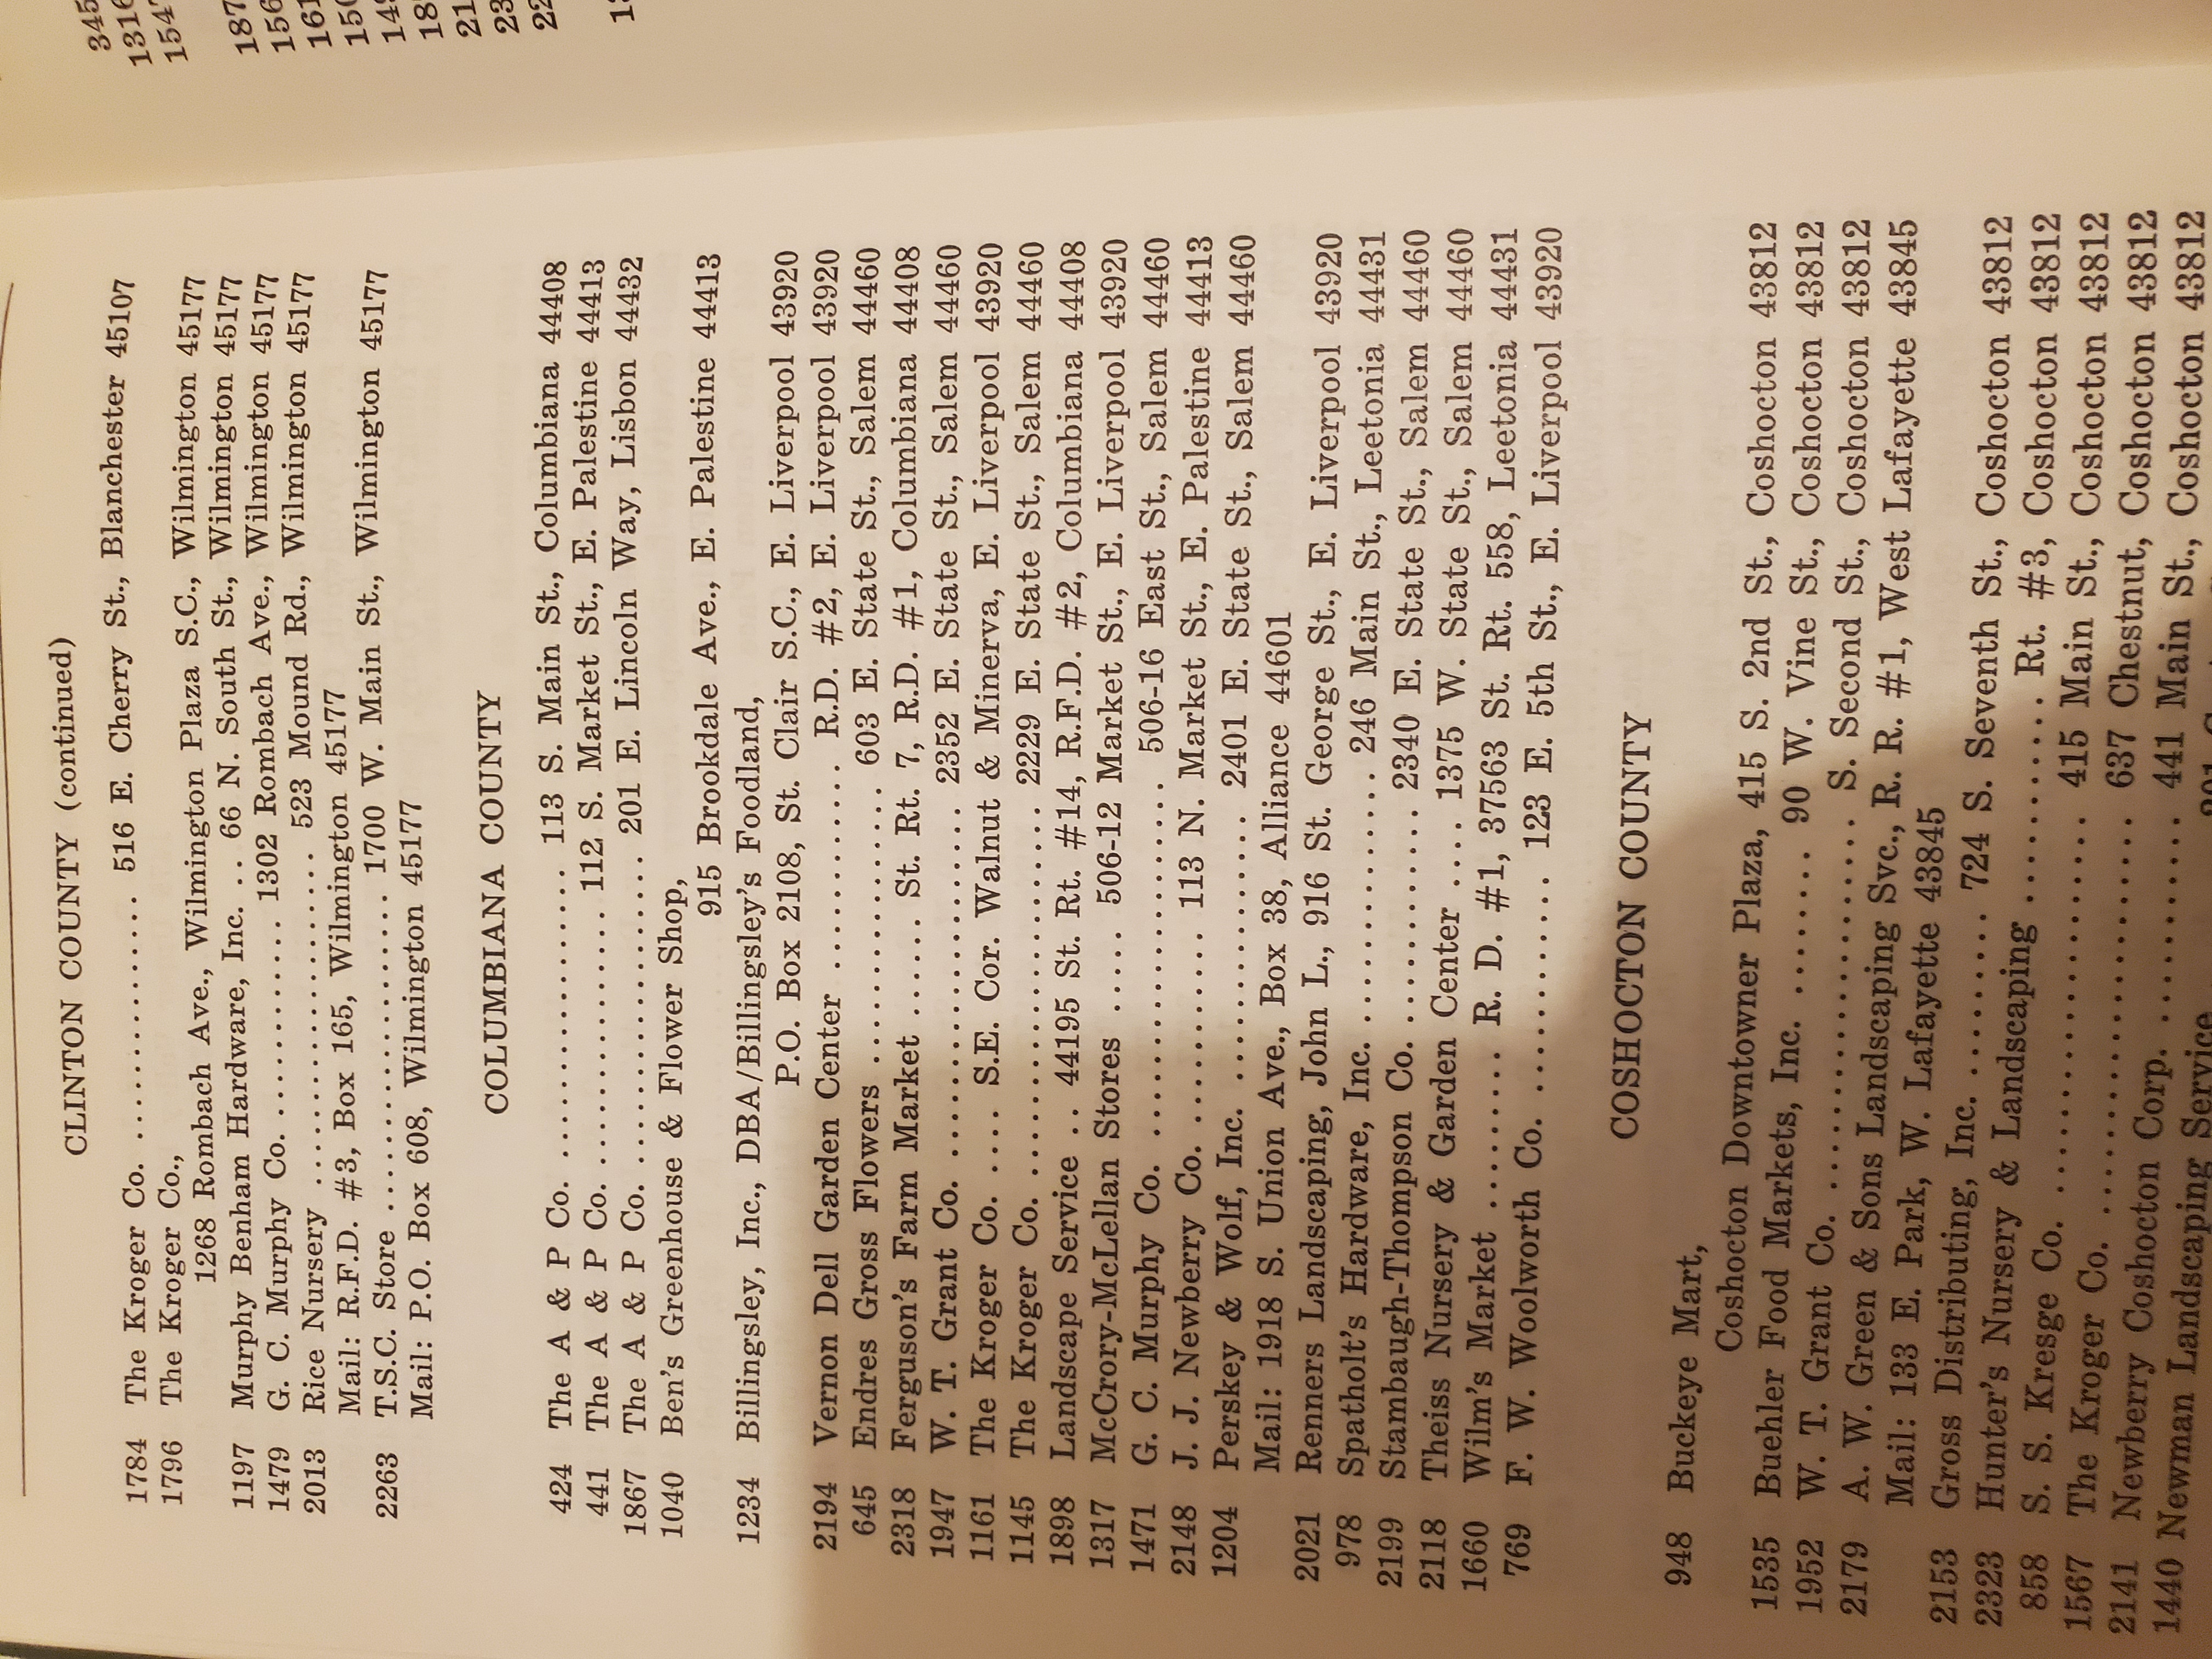 CLINTON COUNTY (continued)
1784 The Kroger Co. .................. 516 E. Cherry St., Blanchester 45107
1796 The Kroger Co.,
1268 Rombach Ave., Wilmington Plaza S.C., Wilmington 45177
1197 Murphy Benham Hardware, Inc. ... 66 N. South St., Wilmington 45177
1479 G. C. Murphy Co. .................. 1302 Rombach Ave., Wilmington 45177
2013 Rice Nursery ........................ 523 Mound Rd., Wilmington 45177
Mail: R.F.D. #3, Box 165, Wilmington 45177
2263 T.S.C. Store ........................ 1700 W. Main St., Wilmington 45177
Mail: P.O. Box 608, Wilmington 45177
COLUMBIANA COUNTY
424 The A & P Co. ..................... 113 S. Main St., Columbiana 44408
441 The A & P Co. .................. 112 S. Market St., E. Palestine 44413
1867 The A & P Co. ..................... 201 E. Lincoln Way, Lisbon 44432
1040 Ben's Greenhouse & Flower Shop,
915 Brookdale Ave., E. Palestine 44413
1234 Billingsley, Inc., DBA/Billingsley's Foodland,
P.O. Box 2108, St. Clair S.C., E. Liverpool 43920
2194 Vernon Dell Garden Center ............... R.D. #2, E. Liverpool 43920
645 Endres Gross Flowers .................. 603 E. State St., Salem 44460
2318 Ferguson's Farm Market ...... St. Rt. 7, R.D. #1, Columbiana 44408
1947 W. T. Grant Co. ..................... 2352 E. State St., Salem 44460
1161 The Kroger Co. .... S.E. Cor. Walnut & Minerva, E. Liverpool 43920
1145 The Kroger Co. ..................... 2229 E. State St., Salem 44460
1898 Landscape Service .. 44195 St. Rt. #14, R.F.D. #2, Columbiana 44408
1317 McCrory-McLellan Stores ..... 506-12 Market St., E. Liverpool 43920
1471 G. C. Murphy Co. ..................... 506-16 East St., Salem 44460
2148 J. J. Newberry Co. ............... 113 N. Market St., E. Palestine 44413
1204 Perskey & Wolf, Inc. .................. 2401 E. State St., Salem 44460
Mail: 1918 S. Union Ave., Box 38, Alliance 44601
2021 Renners Landscaping, John L., 916 St. George St., E. Liverpool 43920
978 Spatholt's Hardware, Inc. ............... 246 Main St., Leetonia 44431
2199 Stambaugh-Thompson Co. ............... 2340 E. State St., Salem 44460
2118 Theiss Nursery & Garden Center .... 1375 W. State St., Salem 44460
1660 Wilm's Market ......... R. D. #1, 37563 St. Rt. 558, Leetonia 44431
769 F. W. Woolworth Co. ............... 123 E. 5th St., E. Liverpool 43920
COSHOCTON COUNTY
948 Buckeye Mart,
Coshocton Downtowner Plaza, 415 S. 2nd St., Coshocton 43812
1535 Buehler Food Markets, Inc. ......... 90 W. Vine St., Coshocton 43812
1952 W. T. Grant Co. .................. S. Second St., Coshocton 43812
2179 A. W. Green & Sons Landscaping Svc., R. R. #1, West Lafayette 43845
Mail: 133 E. Park, W. Lafayette 43845
2153 Gross Distributing, Inc. ......... 724 S. Seventh St., Coshocton 43812
2323 Hunter's Nursery & Landscaping ............ Rt. #3, Coshocton 43812
858 S. S. Kresge Co. ..................... 415 Main St., Coshocton 43812
1567 The Kroger Co. ..................... 637 Chestnut, Coshocton 43812
2141 Newberry Coshocton Corp. ............ 441 Main St., Coshocton 43812
1440 Newman Landscaping Service
345
1316